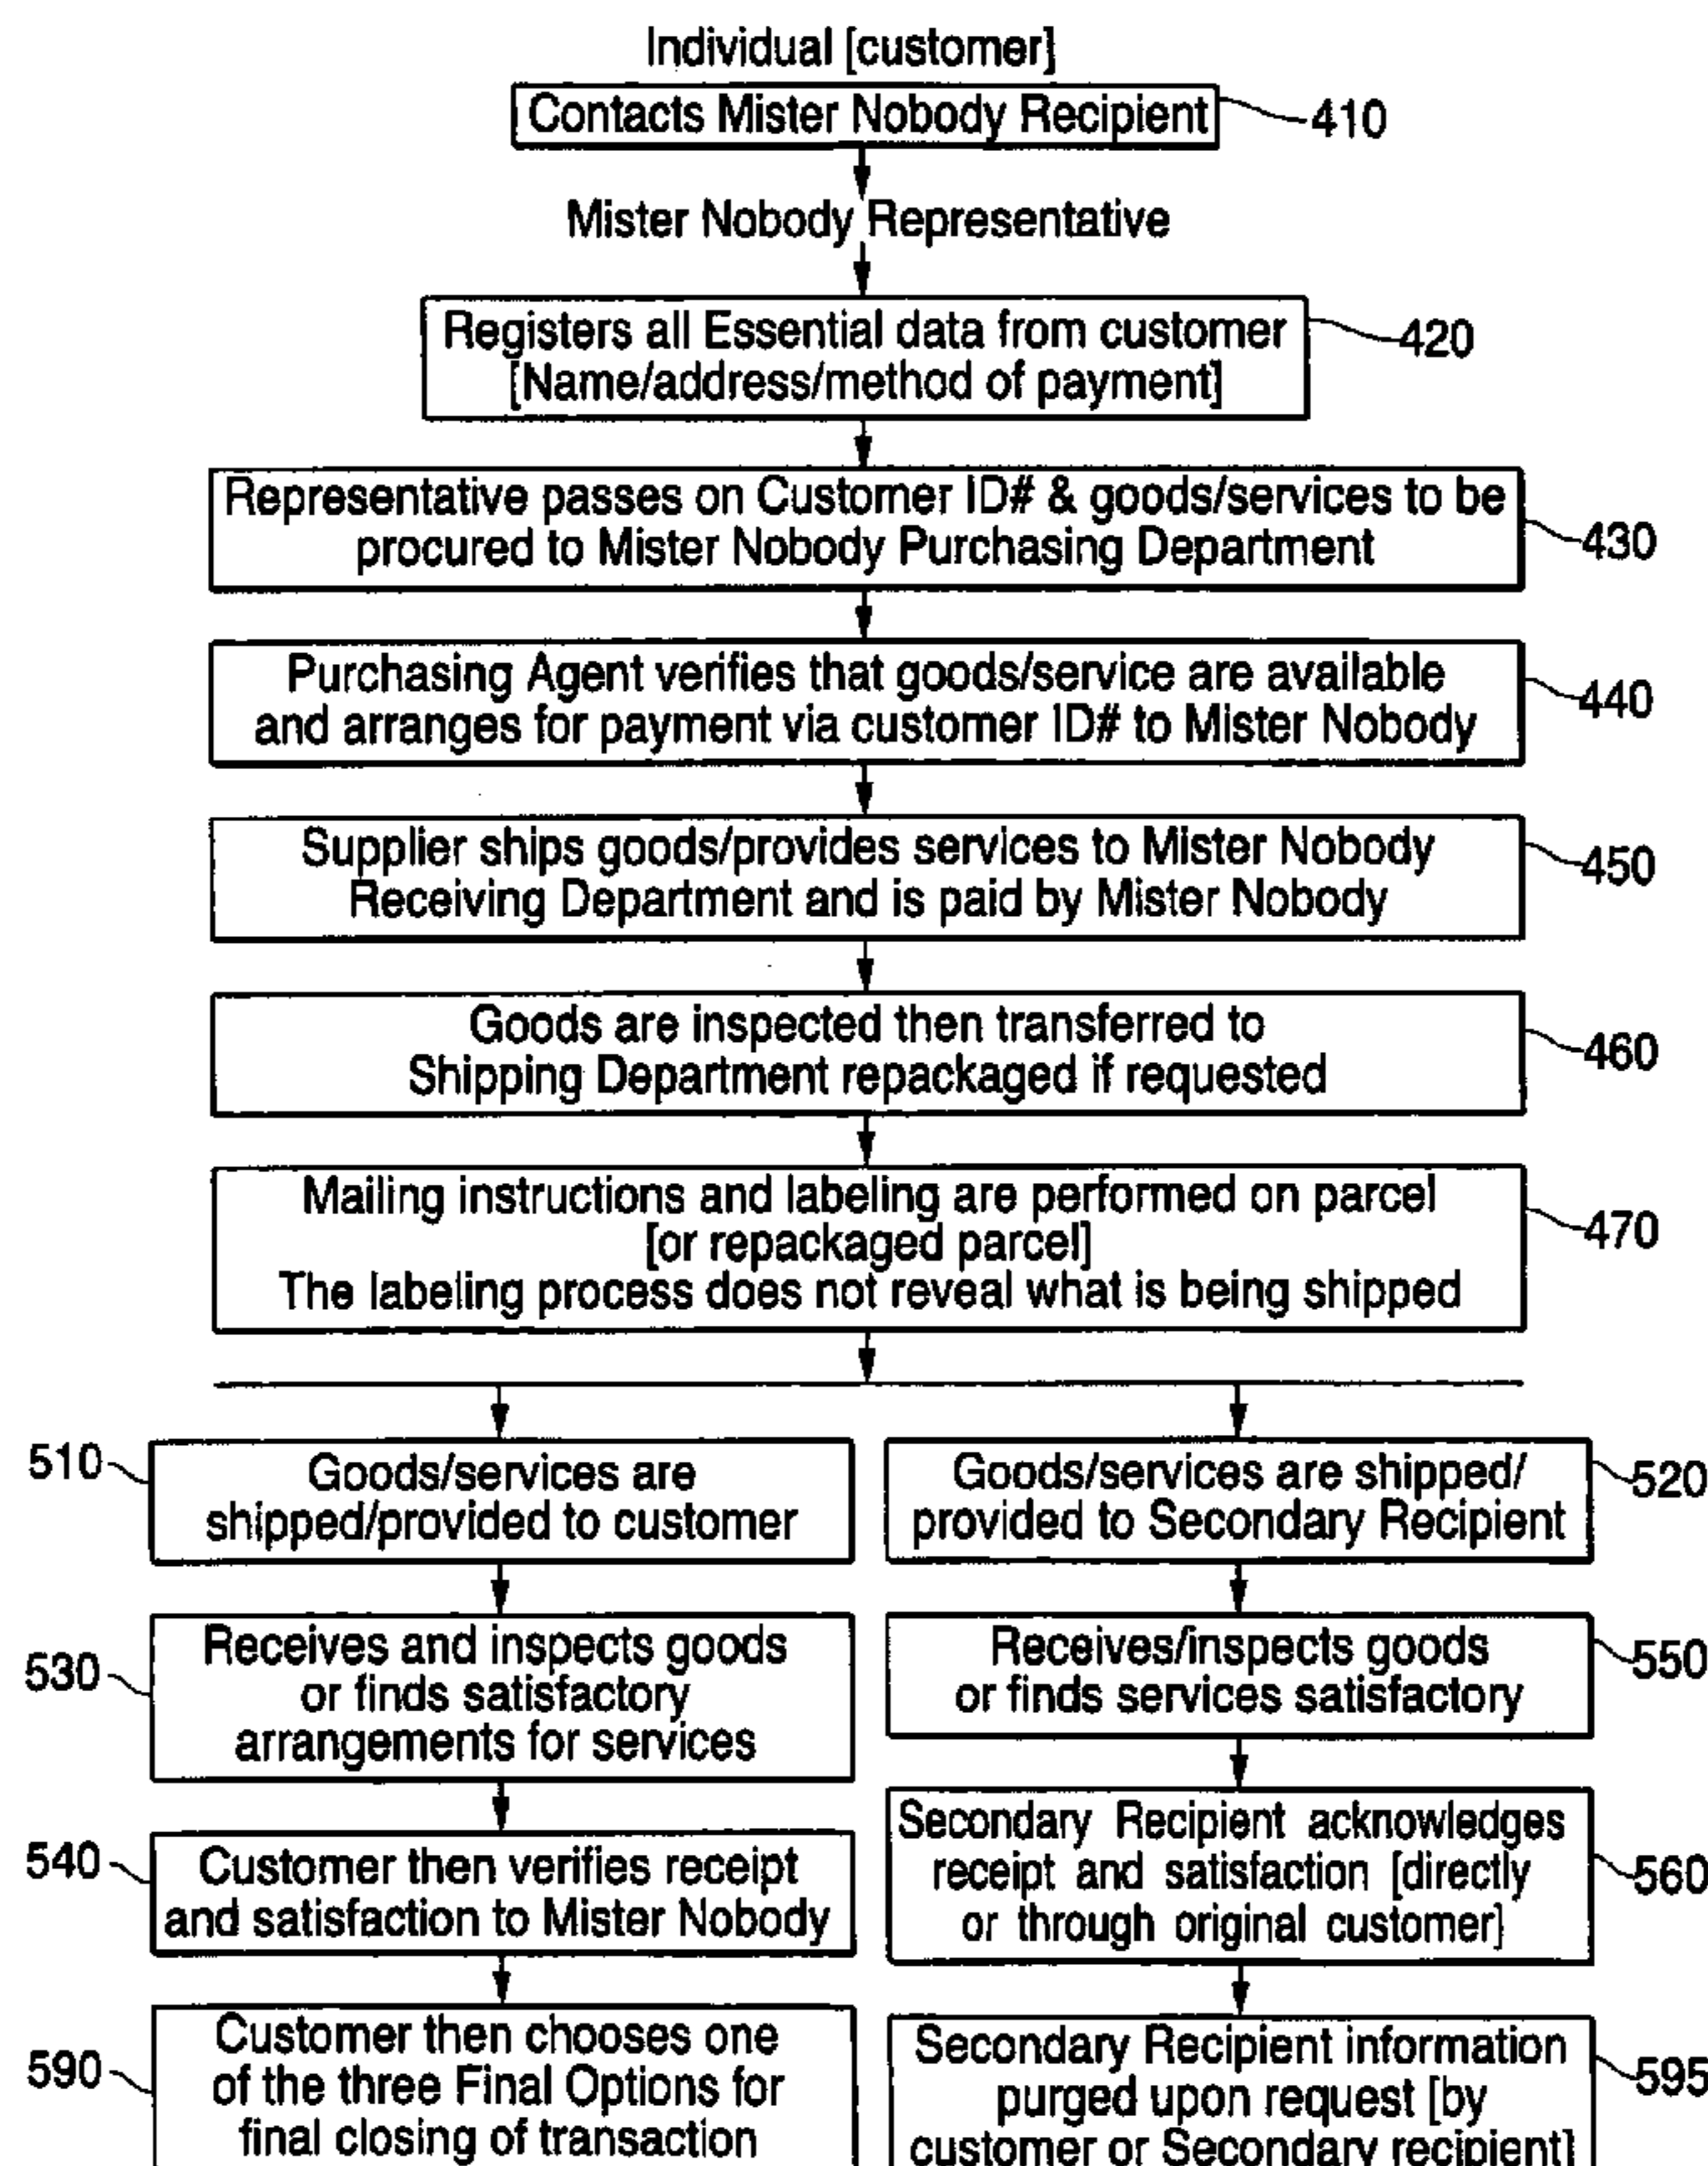 Individual [customer]
Contacts Mister Nobody Recipient
410
Mister Nobody Representative
Registers all Essential data from customer
[Name/address/method of payment]
420
Representative passes on Customer ID# & goods/services to be
procured to Mister Nobody Purchasing Department
430
Purchasing Agent verifies that goods/service are available
and arranges for payment via customer ID# to Mister Nobody
440
Supplier ships goods/provides services to Mister Nobody
Receiving Department and is paid by Mister Nobody
450
Goods are inspected then transferred to
Shipping Department repackaged if requested
460
Mailing instructions and labeling are performed on parcel
[or repackaged parcel]
The labeling process does not reveal what is being shipped
470
510
Goods/services are
shipped/provided to customer
Goods/services are shipped/
provided to Secondary Recipient
520
530
Receives and inspects goods
or finds satisfactory
arrangements for services
Receives/inspects goods
or finds services satisfactory
550
540
Customer then verifies receipt
and satisfaction to Mister Nobody
Secondary Recipient acknowledges
receipt and satisfaction [directly
or through original customer]
560
590
Customer then chooses one
of the three Final Options for
final closing of transaction
Secondary Recipient information
purged upon request [by
customer or Secondary recipient]
595